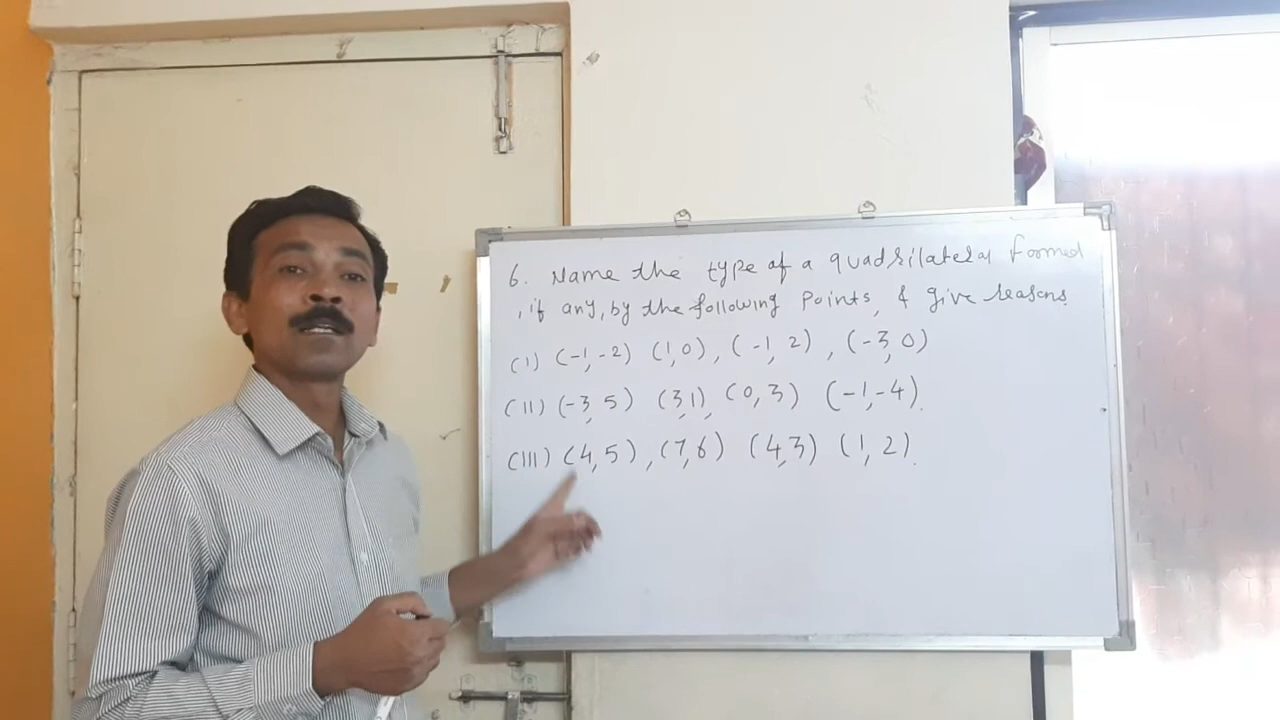 6. Name the type of a quadrilateral formed
, if any, by the following points, & give reasons.
(I) (-1,-2) (1,0), (-1, 2), (-3,0)
(II) (-3, 5) (3,1), (0,3) (-1,-4).
(III) (4,5), (7,6) (4,3) (1,2).